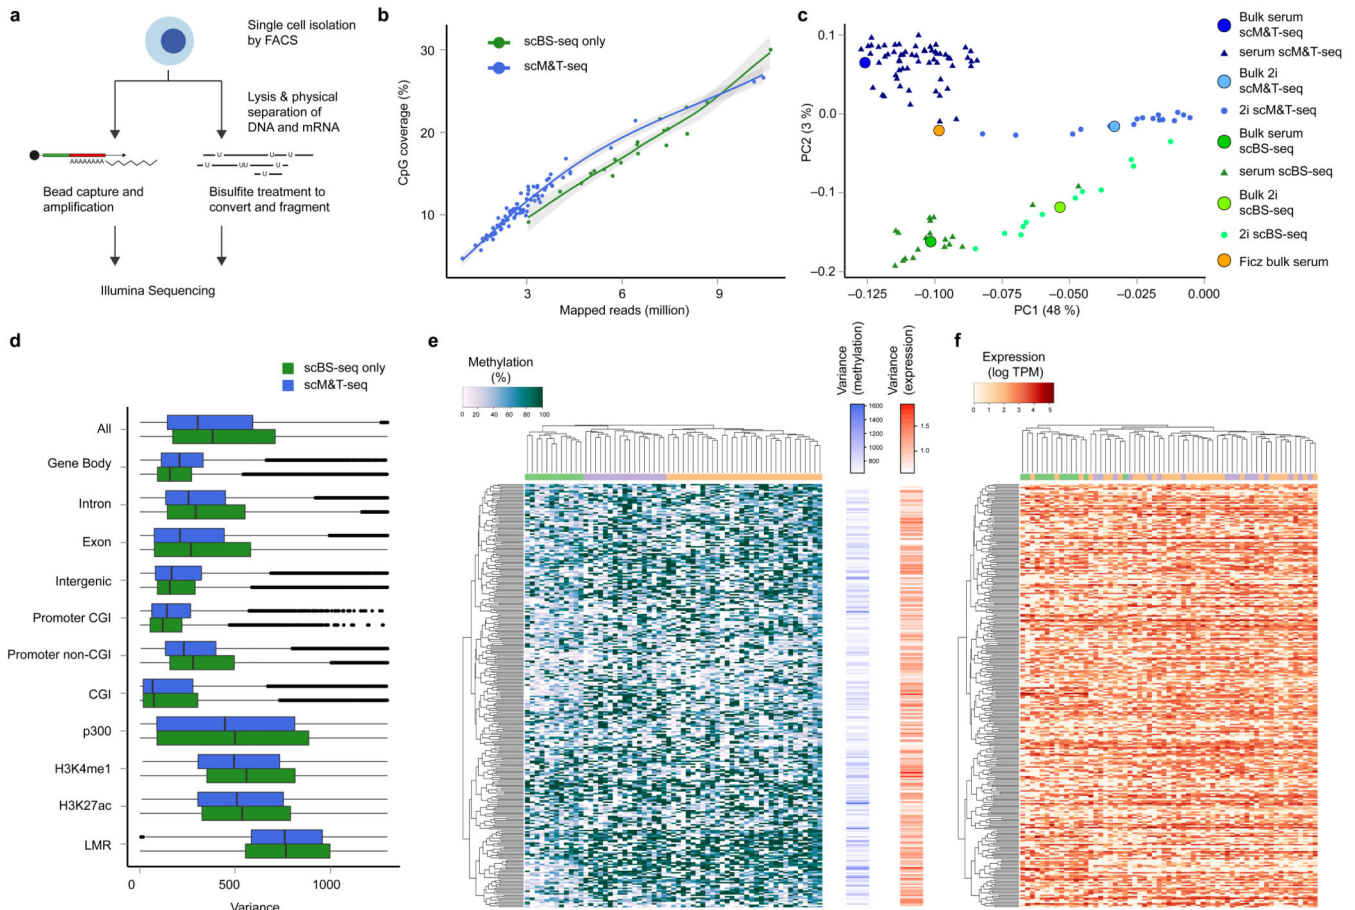 a
Single cell isolation
by FACS
Lysis & physical
separation of
DNA and mRNA
AAAAAAAA
U U U
U UU U
U
Bead capture and
amplification
Bisulfite treatment to
convert and fragment
Illumina Sequencing
b
scBS-seq only
scM&T-seq
CpG coverage (%)
30
20
10
3 6 9
Mapped reads (million)
c
PC2 (3 %)
0.1
0.0
−0.1
−0.2
−0.125 −0.100 −0.075 −0.050 −0.025 0.000
PC1 (48 %)
Bulk serum
scM&T-seq
serum scM&T-seq
Bulk 2i
scM&T-seq
2i scM&T-seq
Bulk serum
scBS-seq
serum scBS-seq
Bulk 2i
scBS-seq
2i scBS-seq
Ficz bulk serum
d
scBS-seq only
scM&T-seq
All
Gene Body
Intron
Exon
Intergenic
Promoter CGI
Promoter non-CGI
CGI
p300
H3K4me1
H3K27ac
LMR
0 500 1000
Variance
e
Methylation
(%)
0 20 40 60 80 100
Variance
(methylation)
1600
1400
1200
1000
800
Variance
(expression)
1.5
1.0
f
Expression
(log TPM)
0 1 2 3 4 5